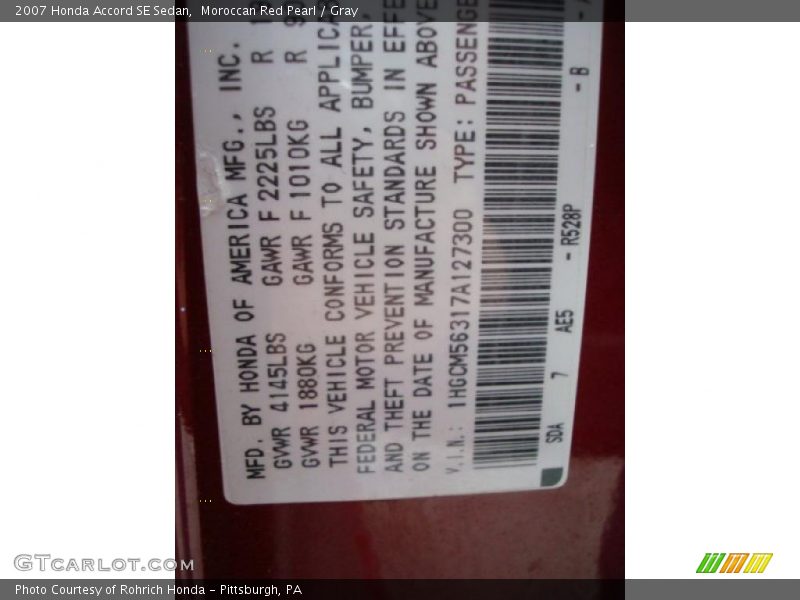 2007 Honda Accord SE Sedan,  Moroccan Red Pearl / Gray
MFD. BY HONDA OF AMERICA MFG., INC.
GVWR 4145LBS GAWR F 2225LBS R
GVWR 1880KG GAWR F 1010KG R
THIS VEHICLE CONFORMS TO ALL
FEDERAL MOTOR VEHICLE SAFETY, BUMPER,
AND THEFT PREVENTION STANDARDS IN
ON THE DATE OF MANUFACTURE SHOWN ABOVE
V.I.N.: 1HGCM56317A127300 TYPE:
SDA 7 AE5 - R528P - B -
GTCARLOT.COM
Photo Courtesy of Rohrich Honda - Pittsburgh, PA